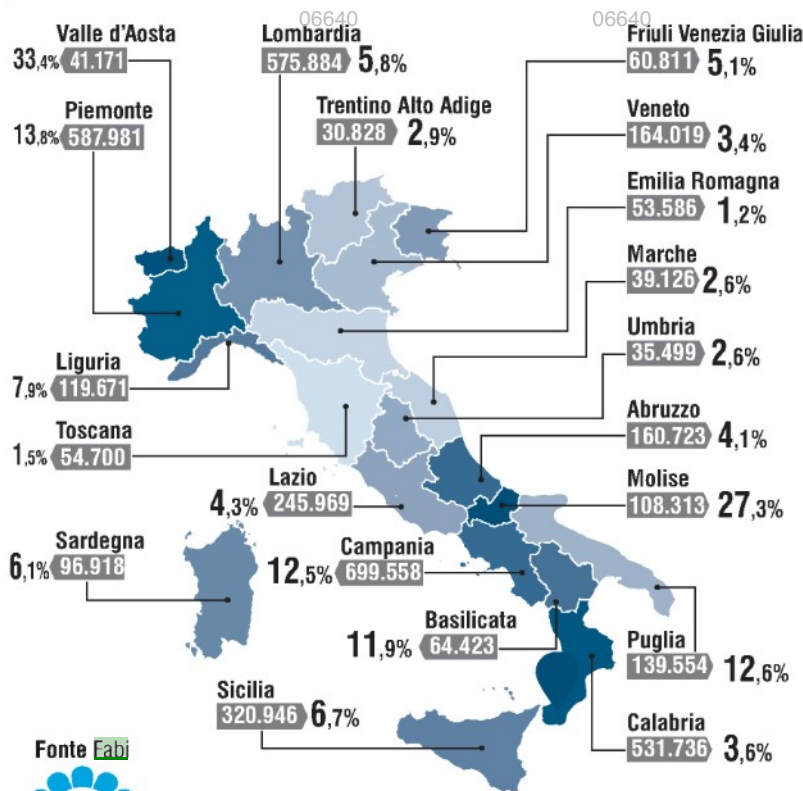 06640
06640
Valle d'Aosta
33,4% 41.171
Piemonte
13,8% 587.981
Lombardia
575.884 5,8%
Trentino Alto Adige
30.828 2,9%
Friuli Venezia Giulia
60.811 5,1%
Veneto
164.019 3,4%
Emilia Romagna
53.586 1,2%
Marche
39.126 2,6%
Umbria
35.499 2,6%
Abruzzo
160.723 4,1%
Molise
108.313 27,3%
Liguria
7,9% 119.671
Toscana
1,5% 54.700
Lazio
4,3% 245.969
Sardegna
6,1% 96.918
Campania
12,5% 699.558
Basilicata
11,9% 64.423
Puglia
139.554 12,6%
Sicilia
320.946 6,7%
Calabria
531.736 3,6%
Fonte Fabi